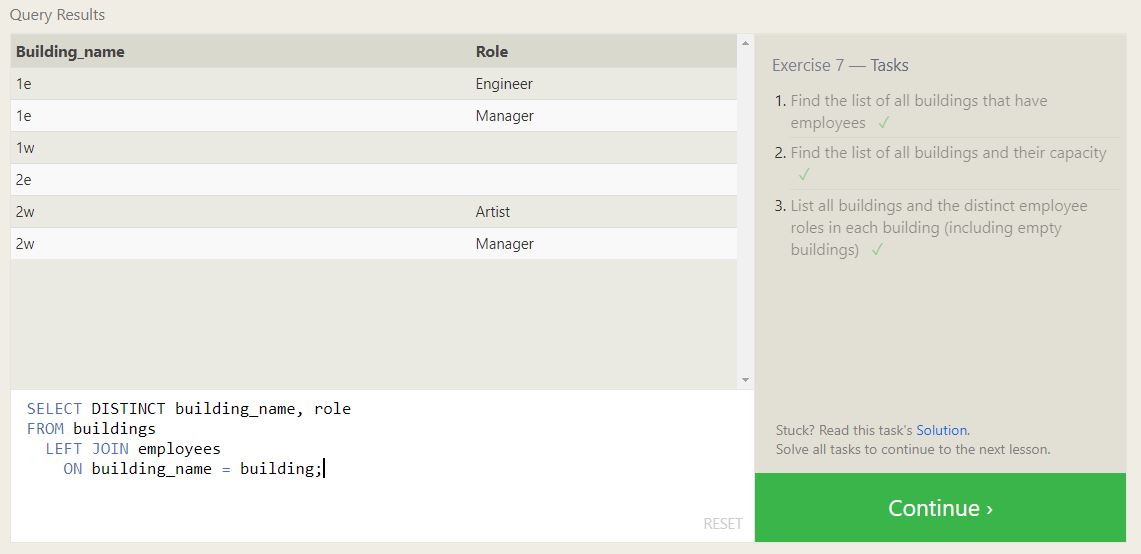 Query Results
Building_name Role
1e Engineer
1e Manager
1w
2e
2w Artist
2w Manager
SELECT DISTINCT building_name, role
FROM buildings
LEFT JOIN employees
ON building_name = building;
RESET
Exercise 7 — Tasks
1. Find the list of all buildings that have
employees ✓
2. Find the list of all buildings and their capacity
✓
3. List all buildings and the distinct employee
roles in each building (including empty
buildings) ✓
Stuck? Read this task's Solution.
Solve all tasks to continue to the next lesson.
Continue ›